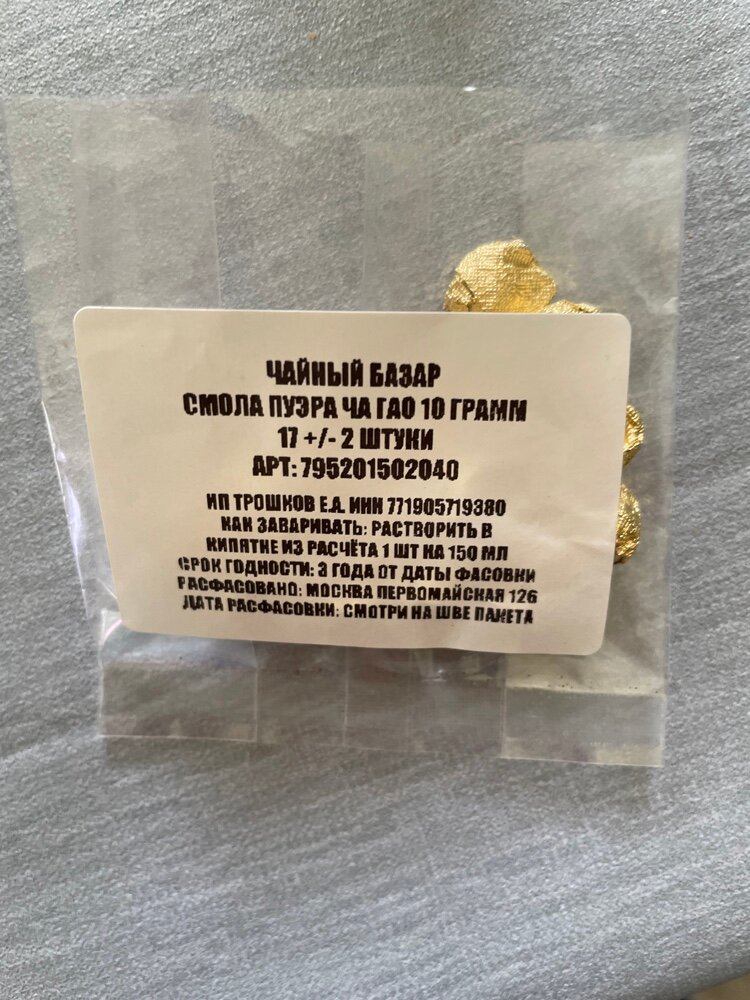 ЧАЙНЫЙ БАЗАР
СМОЛА ПУЭРА ЧА ГАО 10 ГРАММ
17 +/- 2 ШТУКИ
АРТ: 795201502040
ИП ТРОШКОВ Е.А. ИНН 771905719380
КАК ЗАВАРИВАТЬ: РАСТВОРИТЬ В
КИПЯТКЕ ИЗ РАСЧЁТА 1 ШТ НА 150 МЛ
СРОК ГОДНОСТИ: 3 ГОДА ОТ ДАТЫ ФАСОВКИ
РАСФАСОВАНО: МОСКВА ПЕРВОМАЙСКАЯ 126
ДАТА РАСФАСОВКИ: СМОТРИ НА ШВЕ ПАКЕТА